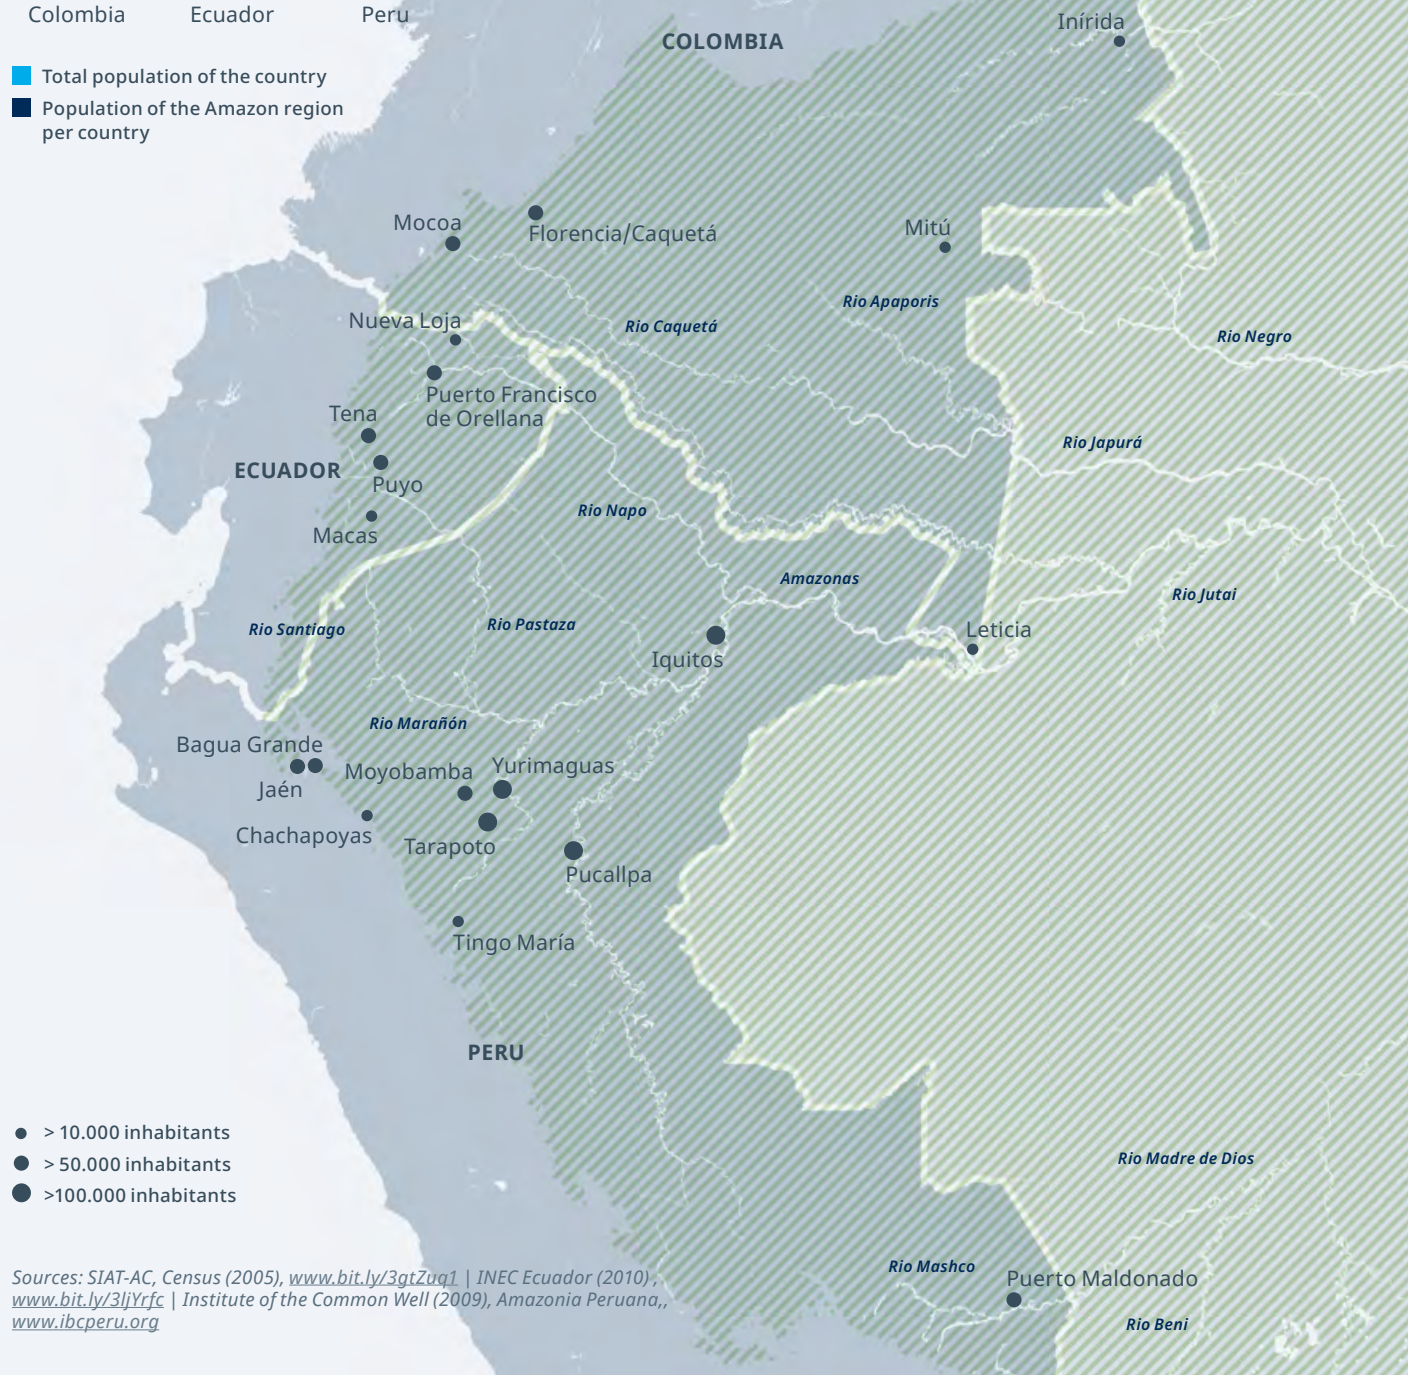 Colombia Ecuador Peru
Total population of the country
Population of the Amazon region
per country
COLOMBIA
Inírida
Mocoa
Florencia/Caquetá
Mitú
Rio Apaporis
Nueva Loja
Rio Caquetá
Rio Negro
Puerto Francisco
de Orellana
Tena
Rio Japurá
ECUADOR
Puyo
Rio Napo
Macas
Amazonas
Rio Jutai
Rio Santiago
Rio Pastaza
Leticia
Iquitos
Rio Marañón
Bagua Grande
Jaén
Moyobamba
Yurimaguas
Chachapoyas
Tarapoto
Pucallpa
Tingo María
PERU
> 10.000 inhabitants
> 50.000 inhabitants
>100.000 inhabitants
Rio Madre de Dios
Rio Mashco
Puerto Maldonado
Rio Beni
Sources: SIAT-AC, Census (2005), www.bit.ly/3gtZuq1 | INEC Ecuador (2010) ,
www.bit.ly/3ljYrfc | Institute of the Common Well (2009), Amazonia Peruana,,
www.ibcperu.org